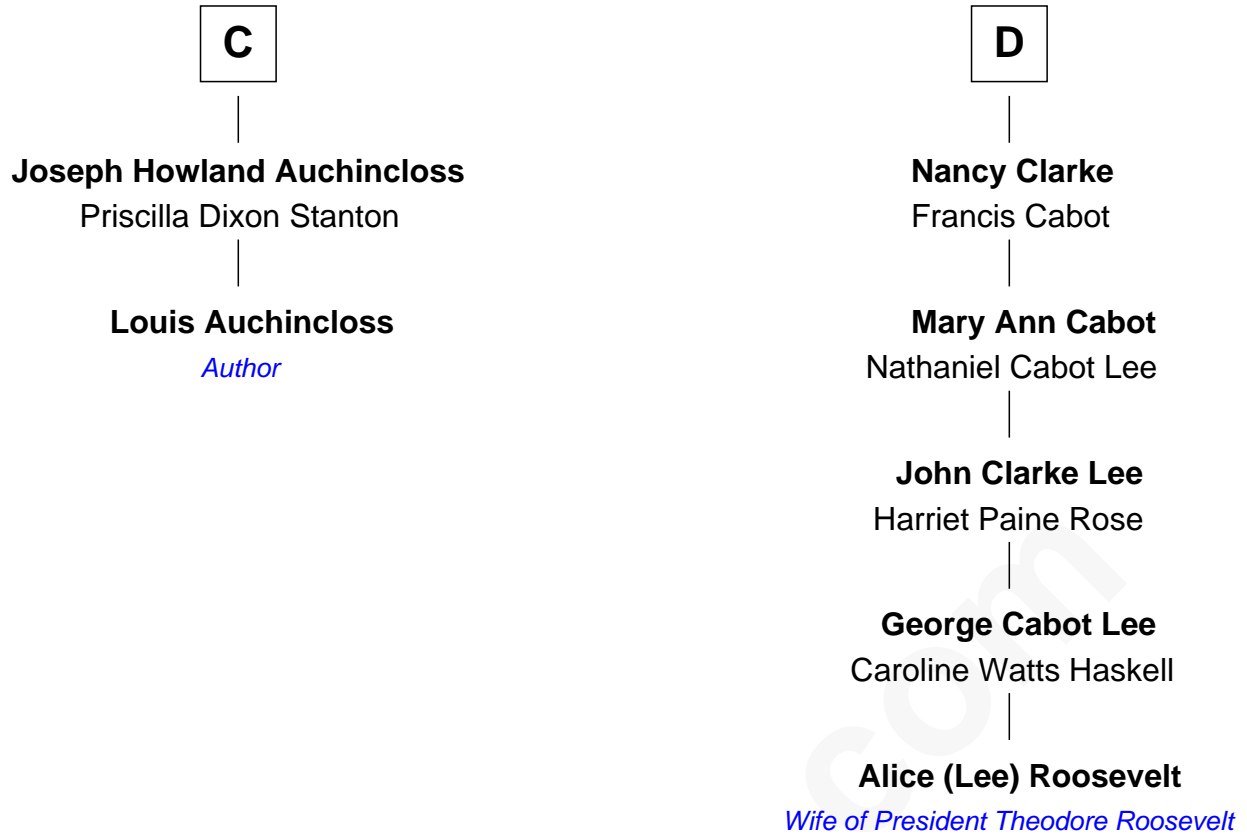 C
Joseph Howland Auchincloss
Priscilla Dixon Stanton
Louis Auchincloss
Author
D
Nancy Clarke
Francis Cabot
Mary Ann Cabot
Nathaniel Cabot Lee
John Clarke Lee
Harriet Paine Rose
George Cabot Lee
Caroline Watts Haskell
Alice (Lee) Roosevelt
Wife of President Theodore Roosevelt
com